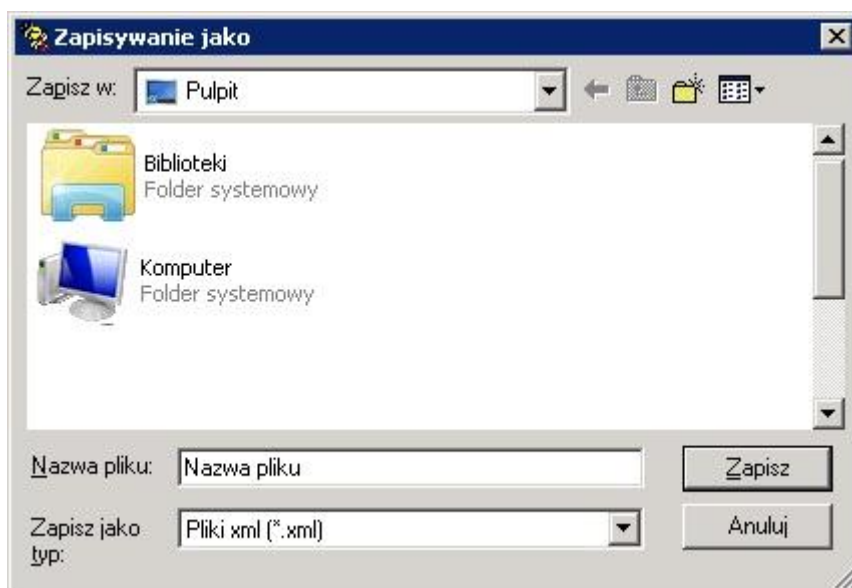 Zapisywanie jako
Zapisz w: Pulpit
Biblioteki
Folder systemowy
Komputer
Folder systemowy
Nazwa pliku: Nazwa pliku Zapisz
Zapisz jako typ: Pliki xml (*.xml) Anuluj